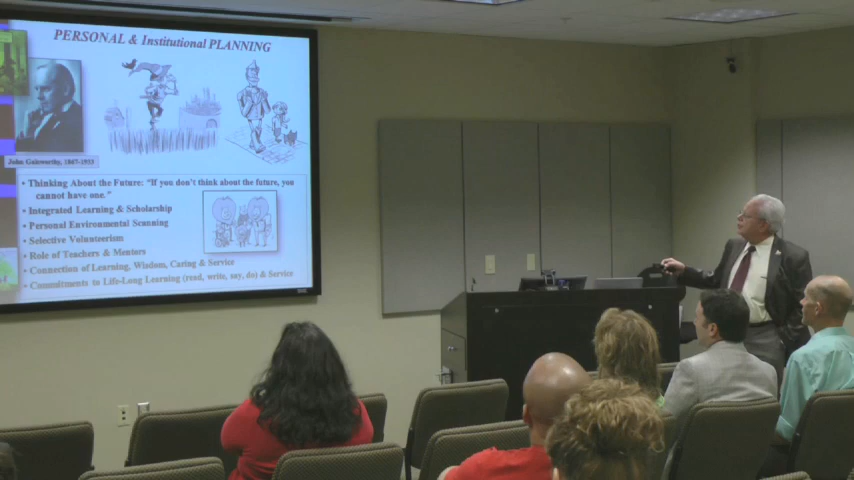 PERSONAL & Institutional PLANNING
John Galsworthy, 1867-1933
• Thinking About the Future: "If you don't think about the future, you
cannot have one."
• Integrated Learning & Scholarship
• Personal Environmental Scanning
• Selective Volunteerism
• Role of Teachers & Mentors
• Connection of Learning, Wisdom, Caring & Service
• Commitments to Life-Long Learning (read, write, say, do) & Service